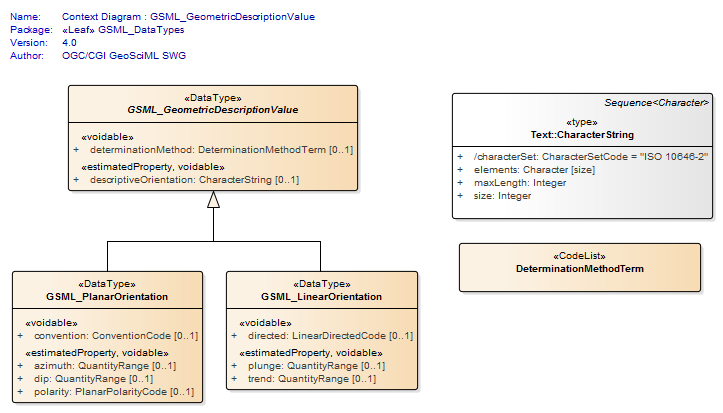 Name: Context Diagram : GSML_GeometricDescriptionValue
Package: «Leaf» GSML_DataTypes
Version: 4.0
Author: OGC/CGI GeoSciML SWG
«DataType»
GSML_GeometricDescriptionValue
«voidable»
+ determinationMethod: DeterminationMethodTerm [0..1]
«estimatedProperty, voidable»
+ descriptiveOrientation: CharacterString [0..1]
Sequence<Character>
«type»
Text::CharacterString
+ /characterSet: CharacterSetCode = "ISO 10646-2"
+ elements: Character [size]
+ maxLength: Integer
+ size: Integer
«CodeList»
DeterminationMethodTerm
«DataType»
GSML_PlanarOrientation
«voidable»
+ convention: ConventionCode [0..1]
«estimatedProperty, voidable»
+ azimuth: QuantityRange [0..1]
+ dip: QuantityRange [0..1]
+ polarity: PlanarPolarityCode [0..1]
«DataType»
GSML_LinearOrientation
«voidable»
+ directed: LinearDirectedCode [0..1]
«estimatedProperty, voidable»
+ plunge: QuantityRange [0..1]
+ trend: QuantityRange [0..1]